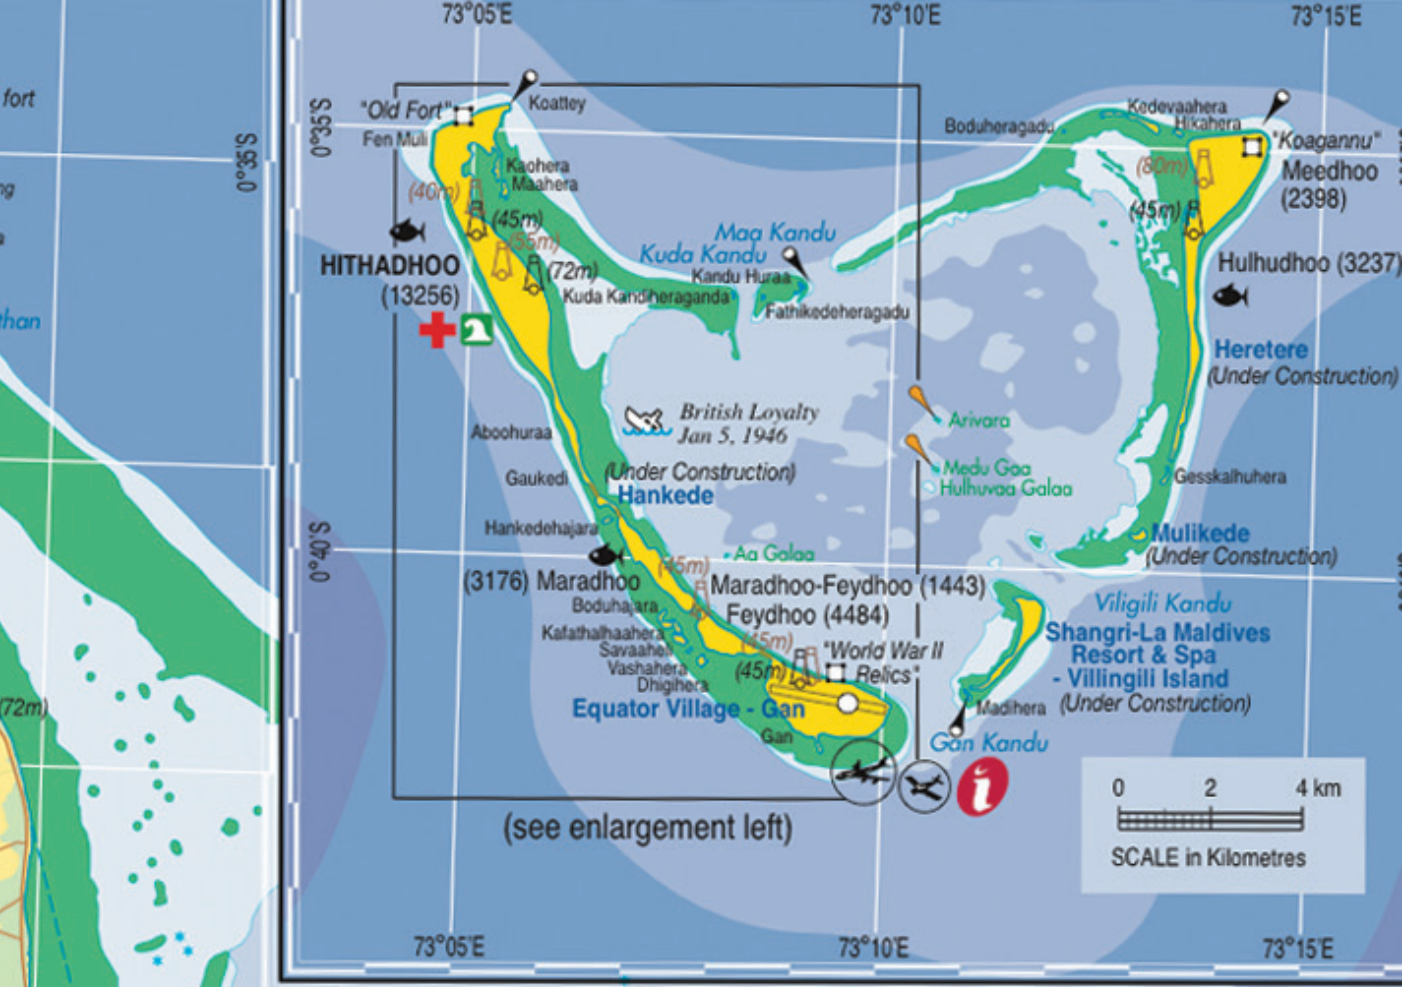 73°05'E
73°10'E
73°15'E
fort
0°35'S
0°35'S
"Old Fort"
Koattey
Fen Muli
Kaohera
Maahera
(40m)
(45m)
(55m)
(72m)
HITHADHOO
(13256)
Kuda Kandu
Maa Kandu
Kandu Huraa
Kuda Kandiheraganda
Fathikedeheragadu
Boduheragadu
Kedevaahera
Hikahera
"Koagannu"
Meedhoo
(2398)
(80m)
(45m)
Hulhudhoo (3237)
Heretere
(Under Construction)
Arivara
Medu Gaa
Hulhuvaa Galaa
Gesskalhuhera
British Loyalty
Jan 5, 1946
Aboohuraa
Gaukedi
(Under Construction)
Hankede
Hankedehajara
0°40'S
Aa Galaa
Mulikede
(Under Construction)
(3176) Maradhoo
(45m)
Maradhoo-Feydhoo (1443)
Feydhoo (4484)
Boduhajara
Kafathalhaahera
Savaaheli
Vashahera
Dhigihera
(45m)
(45m)
"World War II
Relics"
Equator Village - Gan
Gan
Viligili Kandu
Shangri-La Maldives
Resort & Spa
- Villingili Island
(Under Construction)
Madihera
Gan Kandu
i
(72m)
(see enlargement left)
0 2 4 km
SCALE in Kilometres
73°05'E
73°10'E
73°15'E